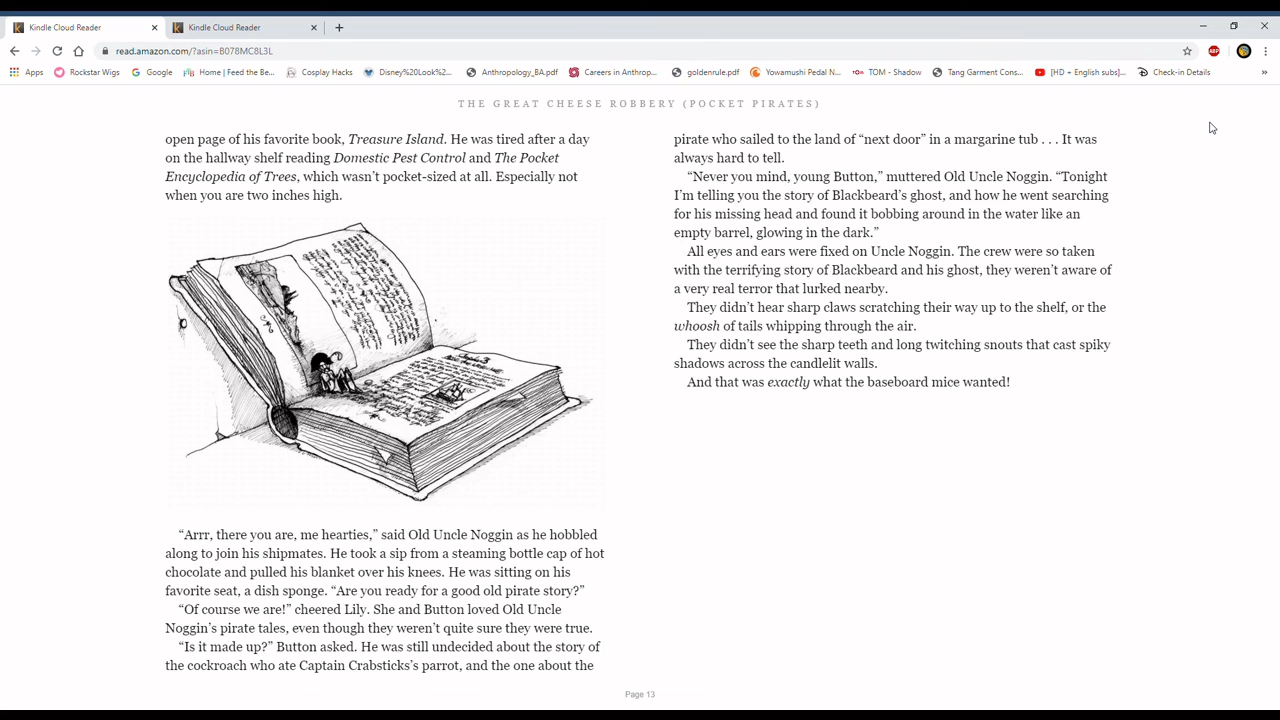 Kindle Cloud Reader
Kindle Cloud Reader
read.amazon.com/?asin=B078MC8L3L
Apps
Rockstar Wigs
Google
Home | Feed the Be...
Cosplay Hacks
Disney%20Look%2...
Anthropology_BA.pdf
Careers in Anthrop...
goldenrule.pdf
Yowamushi Pedal N...
TOM - Shadow
Tang Garment Cons...
[HD + English subs]...
Check-in Details
THE GREAT CHEESE ROBBERY (POCKET PIRATES)
open page of his favorite book, Treasure Island. He was tired after a day
on the hallway shelf reading Domestic Pest Control and The Pocket
Encyclopedia of Trees, which wasn't pocket-sized at all. Especially not
when you are two inches high.
“Arrr, there you are, me hearties,” said Old Uncle Noggin as he hobbled
along to join his shipmates. He took a sip from a steaming bottle cap of hot
chocolate and pulled his blanket over his knees. He was sitting on his
favorite seat, a dish sponge. “Are you ready for a good old pirate story?”
“Of course we are!” cheered Lily. She and Button loved Old Uncle
Noggin’s pirate tales, even though they weren’t quite sure they were true.
“Is it made up?” Button asked. He was still undecided about the story of
the cockroach who ate Captain Crabsticks’s parrot, and the one about the
pirate who sailed to the land of “next door” in a margarine tub . . . It was
always hard to tell.
“Never you mind, young Button,” muttered Old Uncle Noggin. “Tonight
I’m telling you the story of Blackbeard’s ghost, and how he went searching
for his missing head and found it bobbing around in the water like an
empty barrel, glowing in the dark.”
All eyes and ears were fixed on Uncle Noggin. The crew were so taken
with the terrifying story of Blackbeard and his ghost, they weren’t aware of
a very real terror that lurked nearby.
They didn’t hear sharp claws scratching their way up to the shelf, or the
whoosh of tails whipping through the air.
They didn’t see the sharp teeth and long twitching snouts that cast spiky
shadows across the candlelit walls.
And that was exactly what the baseboard mice wanted!
Page 13